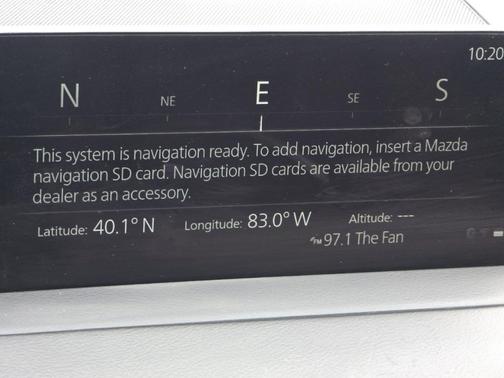 10:20
N NE E SE S
This system is navigation ready. To add navigation, insert a Mazda
navigation SD card. Navigation SD cards are available from your
dealer as an accessory.
Latitude: 40.1° N Longitude: 83.0° W Altitude: ---
FM 97.1 The Fan